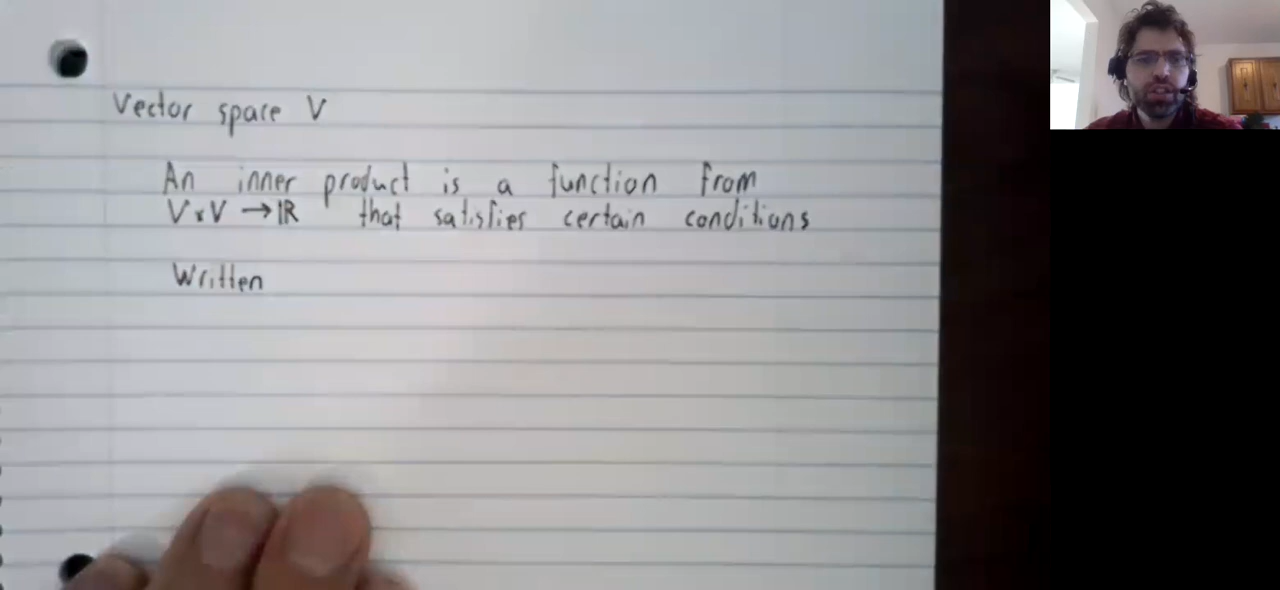 Vector space V
An inner product is a function from
V x V → ℝ that satisfies certain conditions
Written